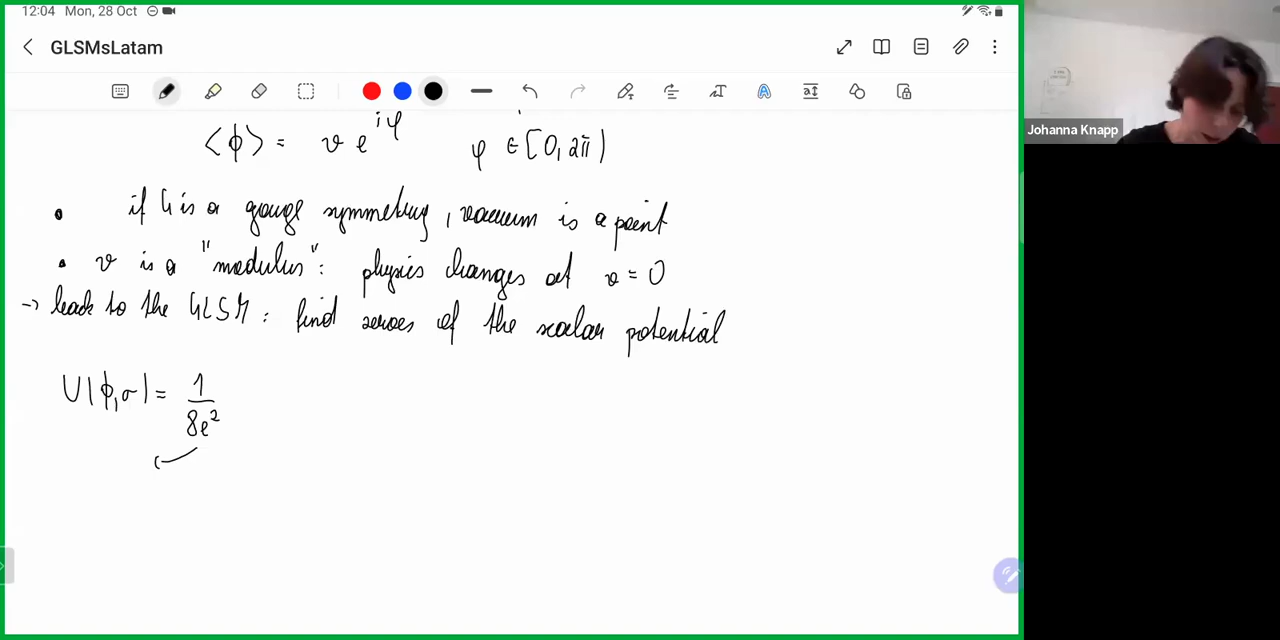 12:04 Mon, 28 Oct
GLSMsLatam
Johanna Knapp
<ϕ> = v e^{iφ} φ ∈ [0, 2π)
• if G is a gauge symmetry, vacuum is a point
• v is a "modulus": physics changes at v = 0
→ back to the GLSM: find zeroes of the scalar potential
U(ϕ,σ) = 1/8e²